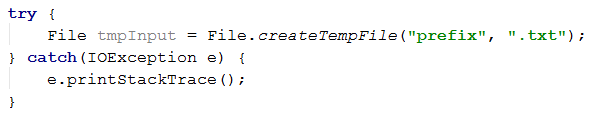 try {
    File tmpInput = File.createTempFile("prefix", ".txt");
} catch(IOException e) {
    e.printStackTrace();
}